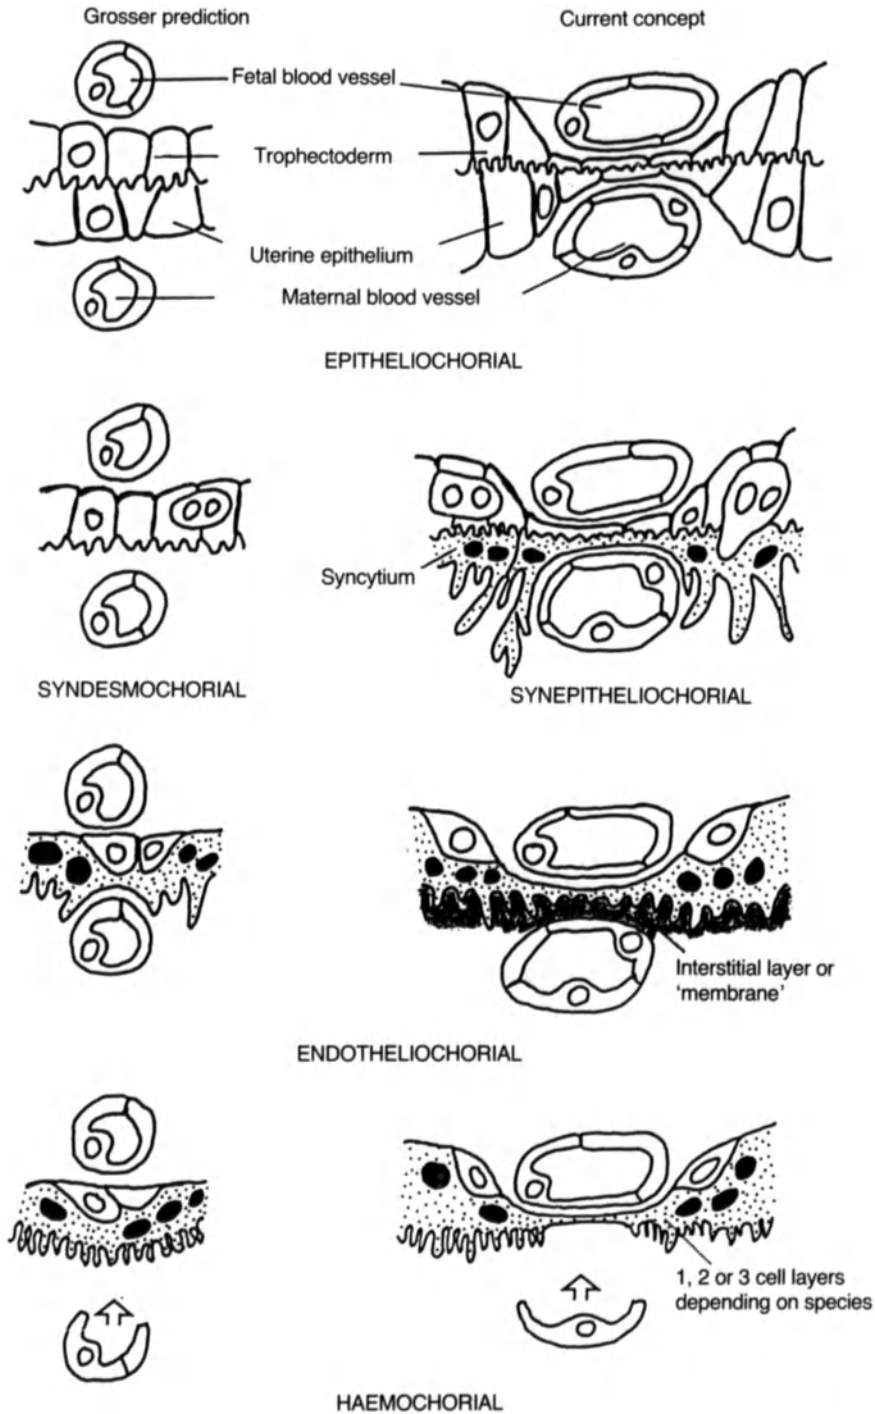 Grosser prediction
Current concept
Fetal blood vessel
Trophectoderm
Uterine epithelium
Maternal blood vessel
EPITHELIOCHORIAL
Syncytium
SYNDESMOCHORIAL
SYNEPITHELIOCHORIAL
Interstitial layer or
‘membrane’
ENDOTHELIOCHORIAL
1, 2 or 3 cell layers
depending on species
HAEMOCHORIAL